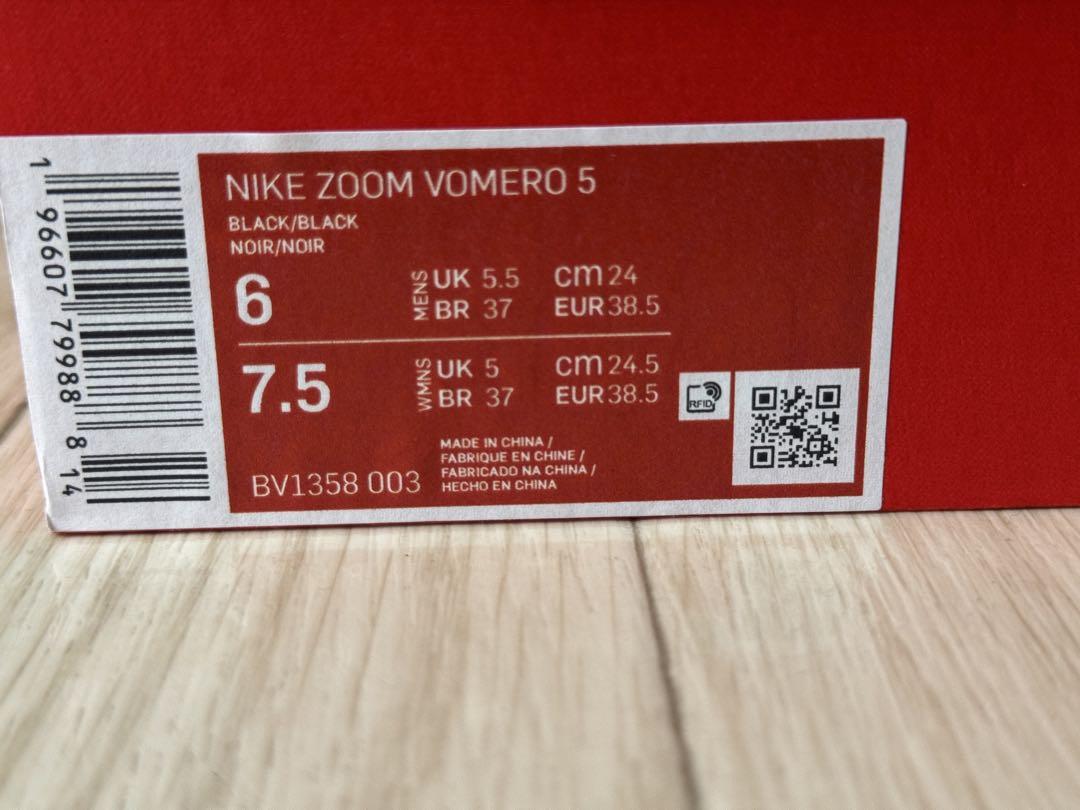 NIKE ZOOM VOMERO 5
BLACK/BLACK
NOIR/NOIR
6 MENS UK 5.5 cm 24
BR 37 EUR 38.5
7.5 WMNS UK 5 cm 24.5
BR 37 EUR 38.5
MADE IN CHINA /
FABRIQUE EN CHINE /
FABRICADO NA CHINA /
HECHO EN CHINA
BV1358 003
RFID
1 96607 79988 8 14